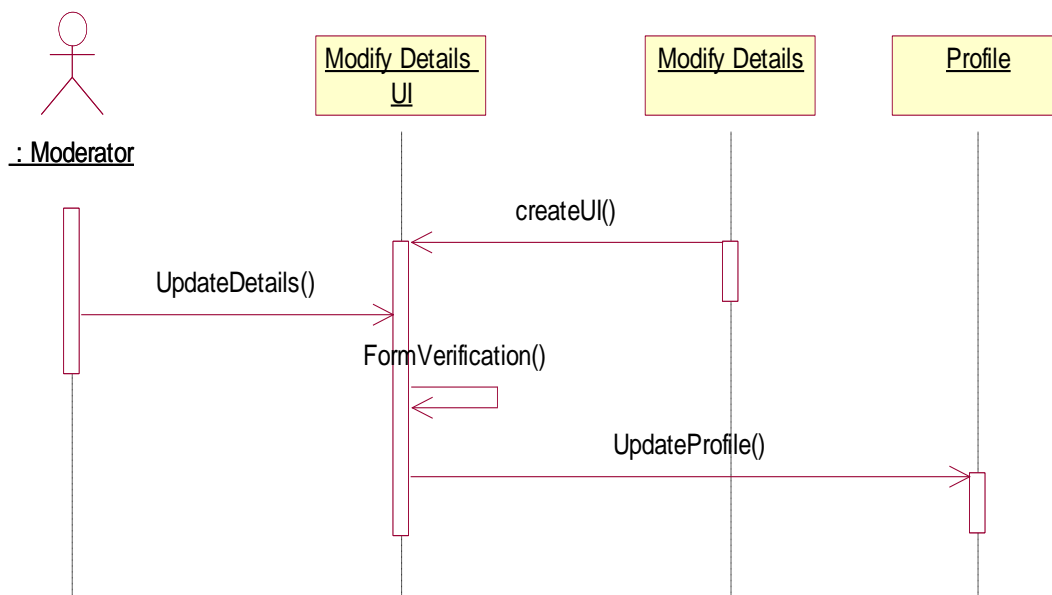 Modify Details
UI
Modify Details
Profile
: Moderator
createUI()
UpdateDetails()
FormVerification()
UpdateProfile()